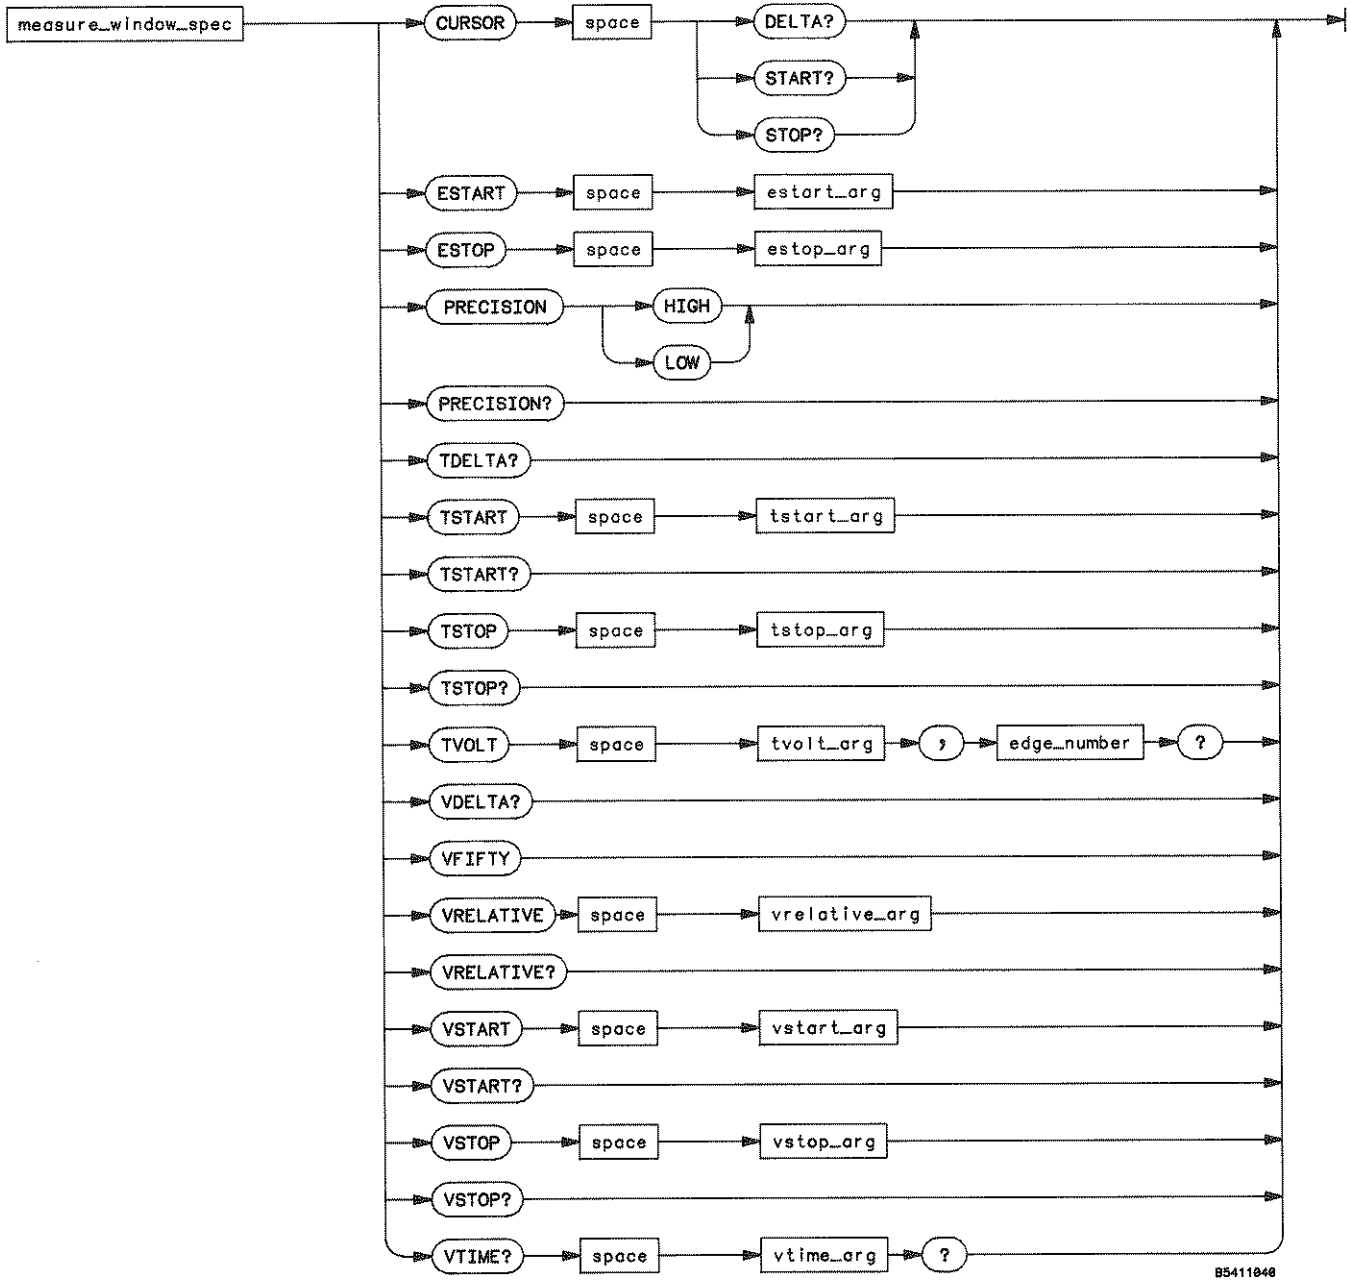 measure_window_spec CURSOR space DELTA?
START?
STOP?
ESTART space estart_arg
ESTOP space estop_arg
PRECISION HIGH
LOW
PRECISION?
TDELTA?
TSTART space tstart_arg
TSTART?
TSTOP space tstop_arg
TSTOP?
TVOLT space tvolt_arg , edge_number ?
VDELTA?
VFIFTY
VRELATIVE space vrelative_arg
VRELATIVE?
VSTART space vstart_arg
VSTART?
VSTOP space vstop_arg
VSTOP?
VTIME? space vtime_arg ?
B5411040